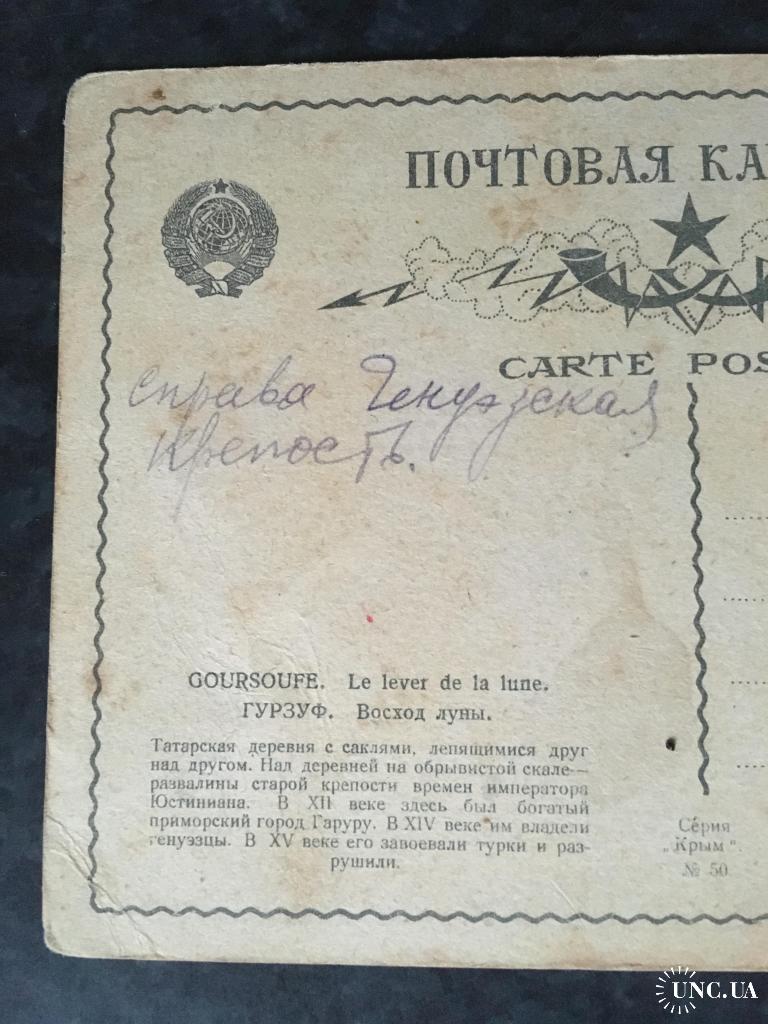 ПОЧТОВАЯ КА
CARTE POS
справа Генуэзская
крепость.
GOURSOUFE. Le lever de la lune.
ГУРЗУФ. Восход луны.
Татарская деревня с саклями, лепящимися друг
над другом. Над деревней на обрывистой скале—
развалины старой крепости времен императора
Юстиниана. В XII веке здесь был богатый
приморский город Гаруру. В XIV веке им владели
генуэзцы. В XV веке его завоевали турки и раз-
рушили.
Серия
„Крым".
№ 50
UNC.UA